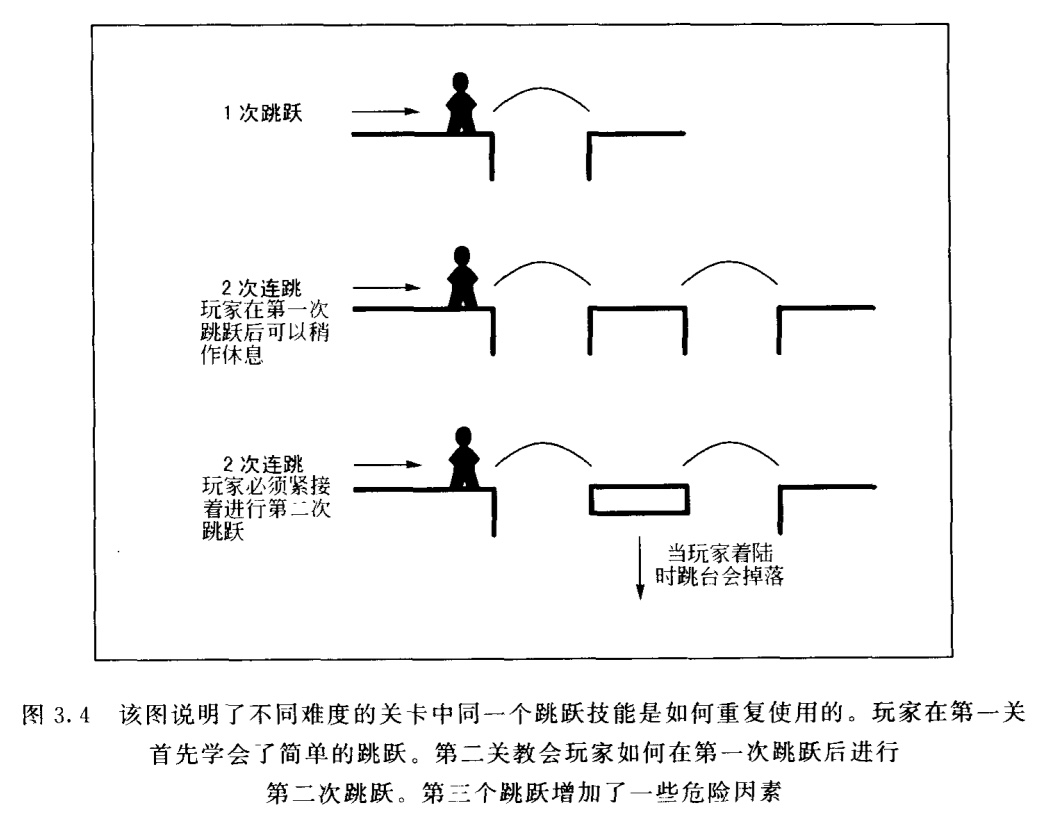 1次跳跃
2次连跳
玩家在第一次
跳跃后可以稍
作休息
2次连跳
玩家必须紧接
着进行第二次
跳跃
当玩家着陆
时跳台会掉落
图 3.4 该图说明了不同难度的关卡中同一个跳跃技能是如何重复使用的。玩家在第一关
首先学会了简单的跳跃。第二关教会玩家如何在第一次跳跃后进行
第二次跳跃。第三个跳跃增加了一些危险因素